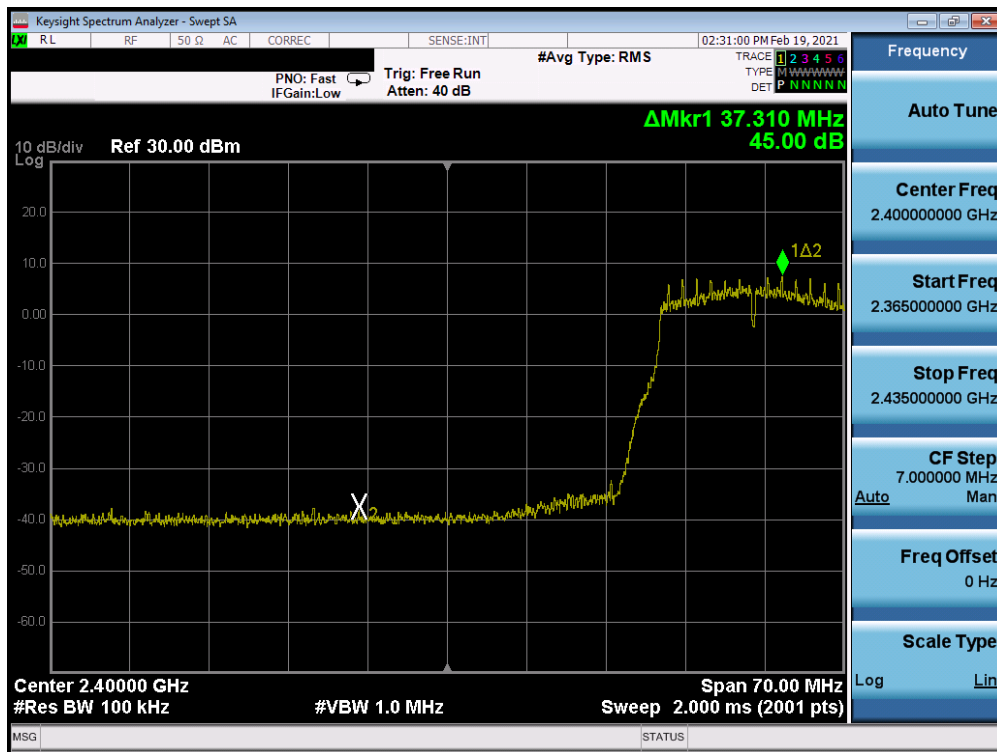 Keysight Spectrum Analyzer - Swept SA
LXI RL RF 50 Ω AC CORREC SENSE:INT 02:31:00 PM Feb 19, 2021
PNO: Fast
IFGain:Low
Trig: Free Run
Atten: 40 dB
#Avg Type: RMS
TRACE 1 2 3 4 5 6
TYPE M WWWWW
DET P N N N N N
ΔMkr1 37.310 MHz
45.00 dB
10 dB/div Ref 30.00 dBm
Log
20.0
10.0
0.00
-10.0
-20.0
-30.0
-40.0
-50.0
-60.0
1Δ2
X2
Center 2.40000 GHz
Span 70.00 MHz
#Res BW 100 kHz
#VBW 1.0 MHz
Sweep 2.000 ms (2001 pts)
MSG
STATUS
Frequency
Auto Tune
Center Freq
2.400000000 GHz
Start Freq
2.365000000 GHz
Stop Freq
2.435000000 GHz
CF Step
7.000000 MHz
Auto Man
Freq Offset
0 Hz
Scale Type
Log Lin